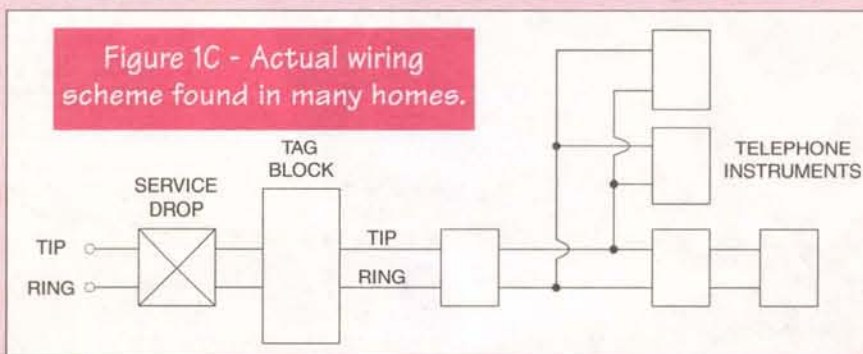 Figure 1C - Actual wiring
scheme found in many homes.
TAG
BLOCK
SERVICE
DROP
TELEPHONE
INSTRUMENTS
TIP
RING
TIP
RING